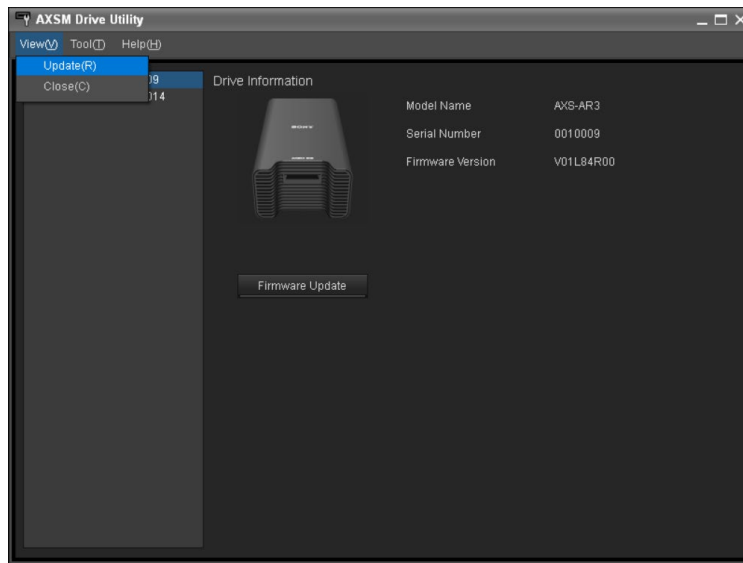 AXSM Drive Utility
View(V) Tool(T) Help(H)
Update(R)
Close(C)
09
014
Drive Information
SONY
Model Name AXS-AR3
Serial Number 0010009
Firmware Version V01L84R00
Firmware Update